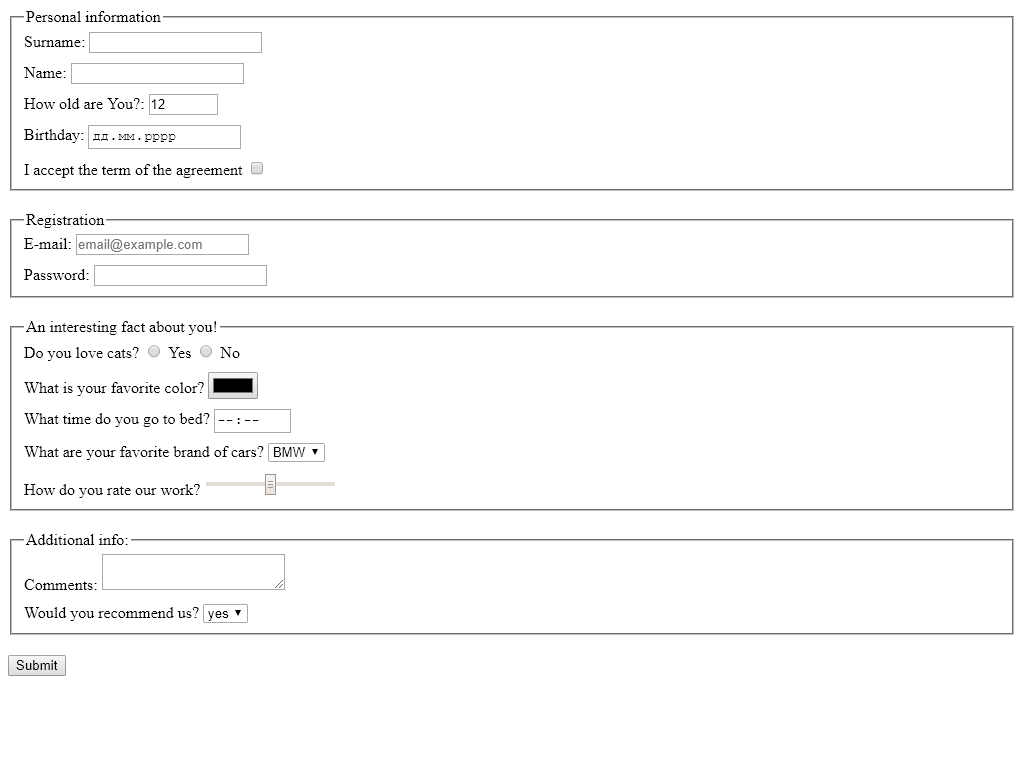 Personal information
Surname:
Name:
How old are You?: 12
Birthday: дд.мм.рррр
I accept the term of the agreement
Registration
E-mail: email@example.com
Password:
An interesting fact about you!
Do you love cats? Yes No
What is your favorite color?
What time do you go to bed? --:--
What are your favorite brand of cars? BMW
How do you rate our work?
Additional info:
Comments:
Would you recommend us? yes
Submit